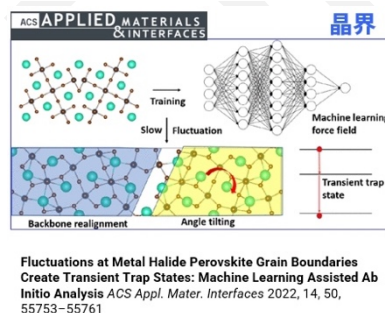 ACS APPLIED MATERIALS
& INTERFACES
晶界
Training
Machine learning
force field
Slow
Fluctuation
Transient trap
state
Backbone realignment
Angle tilting
Fluctuations at Metal Halide Perovskite Grain Boundaries
Create Transient Trap States: Machine Learning Assisted Ab
Initio Analysis ACS Appl. Mater. Interfaces 2022, 14, 50,
55753–55761